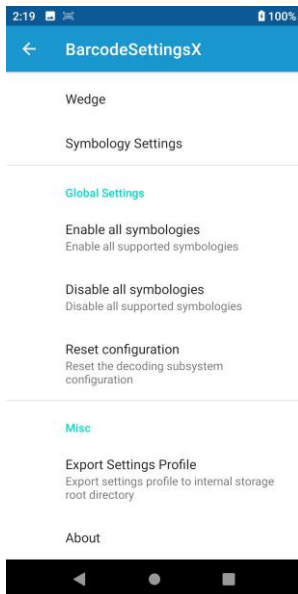 2:19 100%
BarcodeSettingsX
Wedge
Symbology Settings
Global Settings
Enable all symbologies
Enable all supported symbologies
Disable all symbologies
Disable all supported symbologies
Reset configuration
Reset the decoding subsystem
configuration
Misc
Export Settings Profile
Export settings profile to internal storage
root directory
About